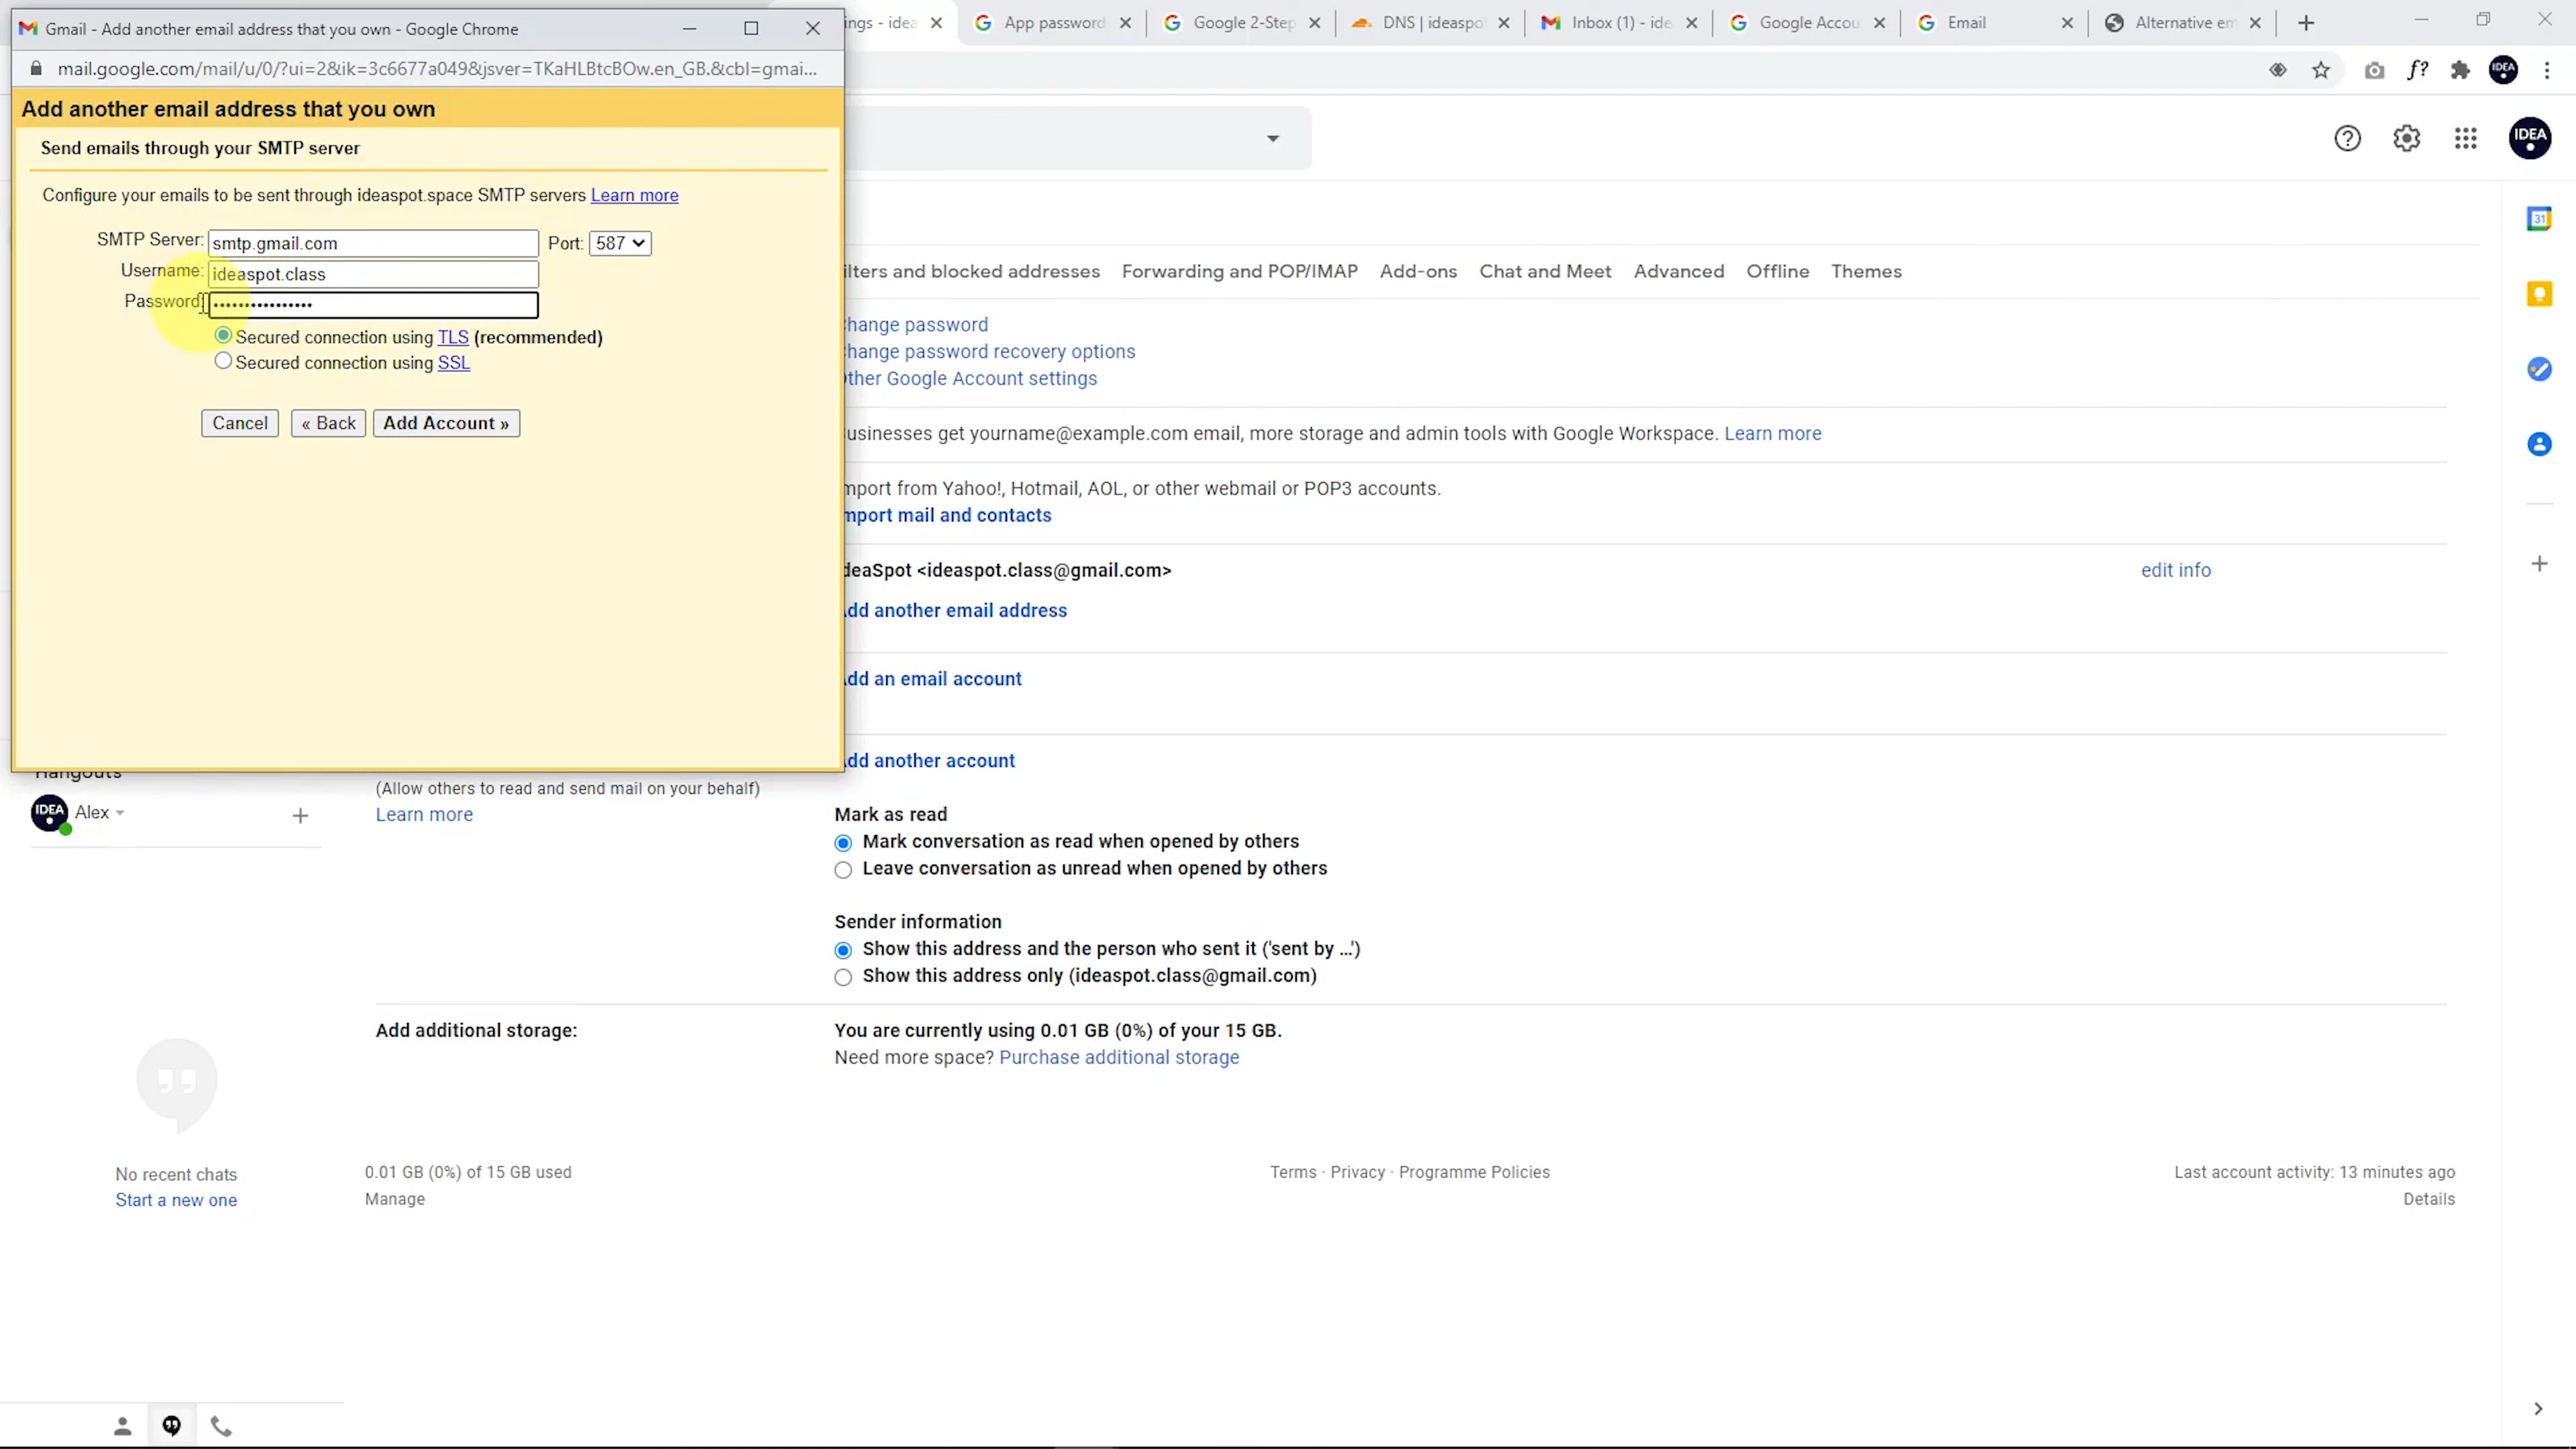 Gmail - Add another email address that you own - Google Chrome
ngs - idea
App password
Google 2-Step
DNS | ideaspo
Inbox (1) - ide
Google Accou
Email
Alternative em
mail.google.com/mail/u/0/?ui=2&ik=3c6677a049&jsver=TKaHLBtcBOw.en_GB.&cbl=gmai...
f?
IDEA
Add another email address that you own
IDEA
Send emails through your SMTP server
Configure your emails to be sent through ideaspot.space SMTP servers Learn more
SMTP Server: smtp.gmail.com Port: 587
Username: ideaspot.class
Password: ••••••••••••••••
Secured connection using TLS (recommended)
Secured connection using SSL
Cancel
« Back
Add Account »
ilters and blocked addresses
Forwarding and POP/IMAP
Add-ons
Chat and Meet
Advanced
Offline
Themes
31
hange password
hange password recovery options
ther Google Account settings
usinesses get yourname@example.com email, more storage and admin tools with Google Workspace. Learn more
mport from Yahoo!, Hotmail, AOL, or other webmail or POP3 accounts.
mport mail and contacts
deaSpot <ideaspot.class@gmail.com>
edit info
dd another email address
dd an email account
dd another account
Hangouts
IDEA
Alex
(Allow others to read and send mail on your behalf)
Learn more
Mark as read
Mark conversation as read when opened by others
Leave conversation as unread when opened by others
Sender information
Show this address and the person who sent it ('sent by ...')
Show this address only (ideaspot.class@gmail.com)
Add additional storage:
You are currently using 0.01 GB (0%) of your 15 GB.
Need more space? Purchase additional storage
No recent chats
Start a new one
0.01 GB (0%) of 15 GB used
Manage
Terms · Privacy · Programme Policies
Last account activity: 13 minutes ago
Details